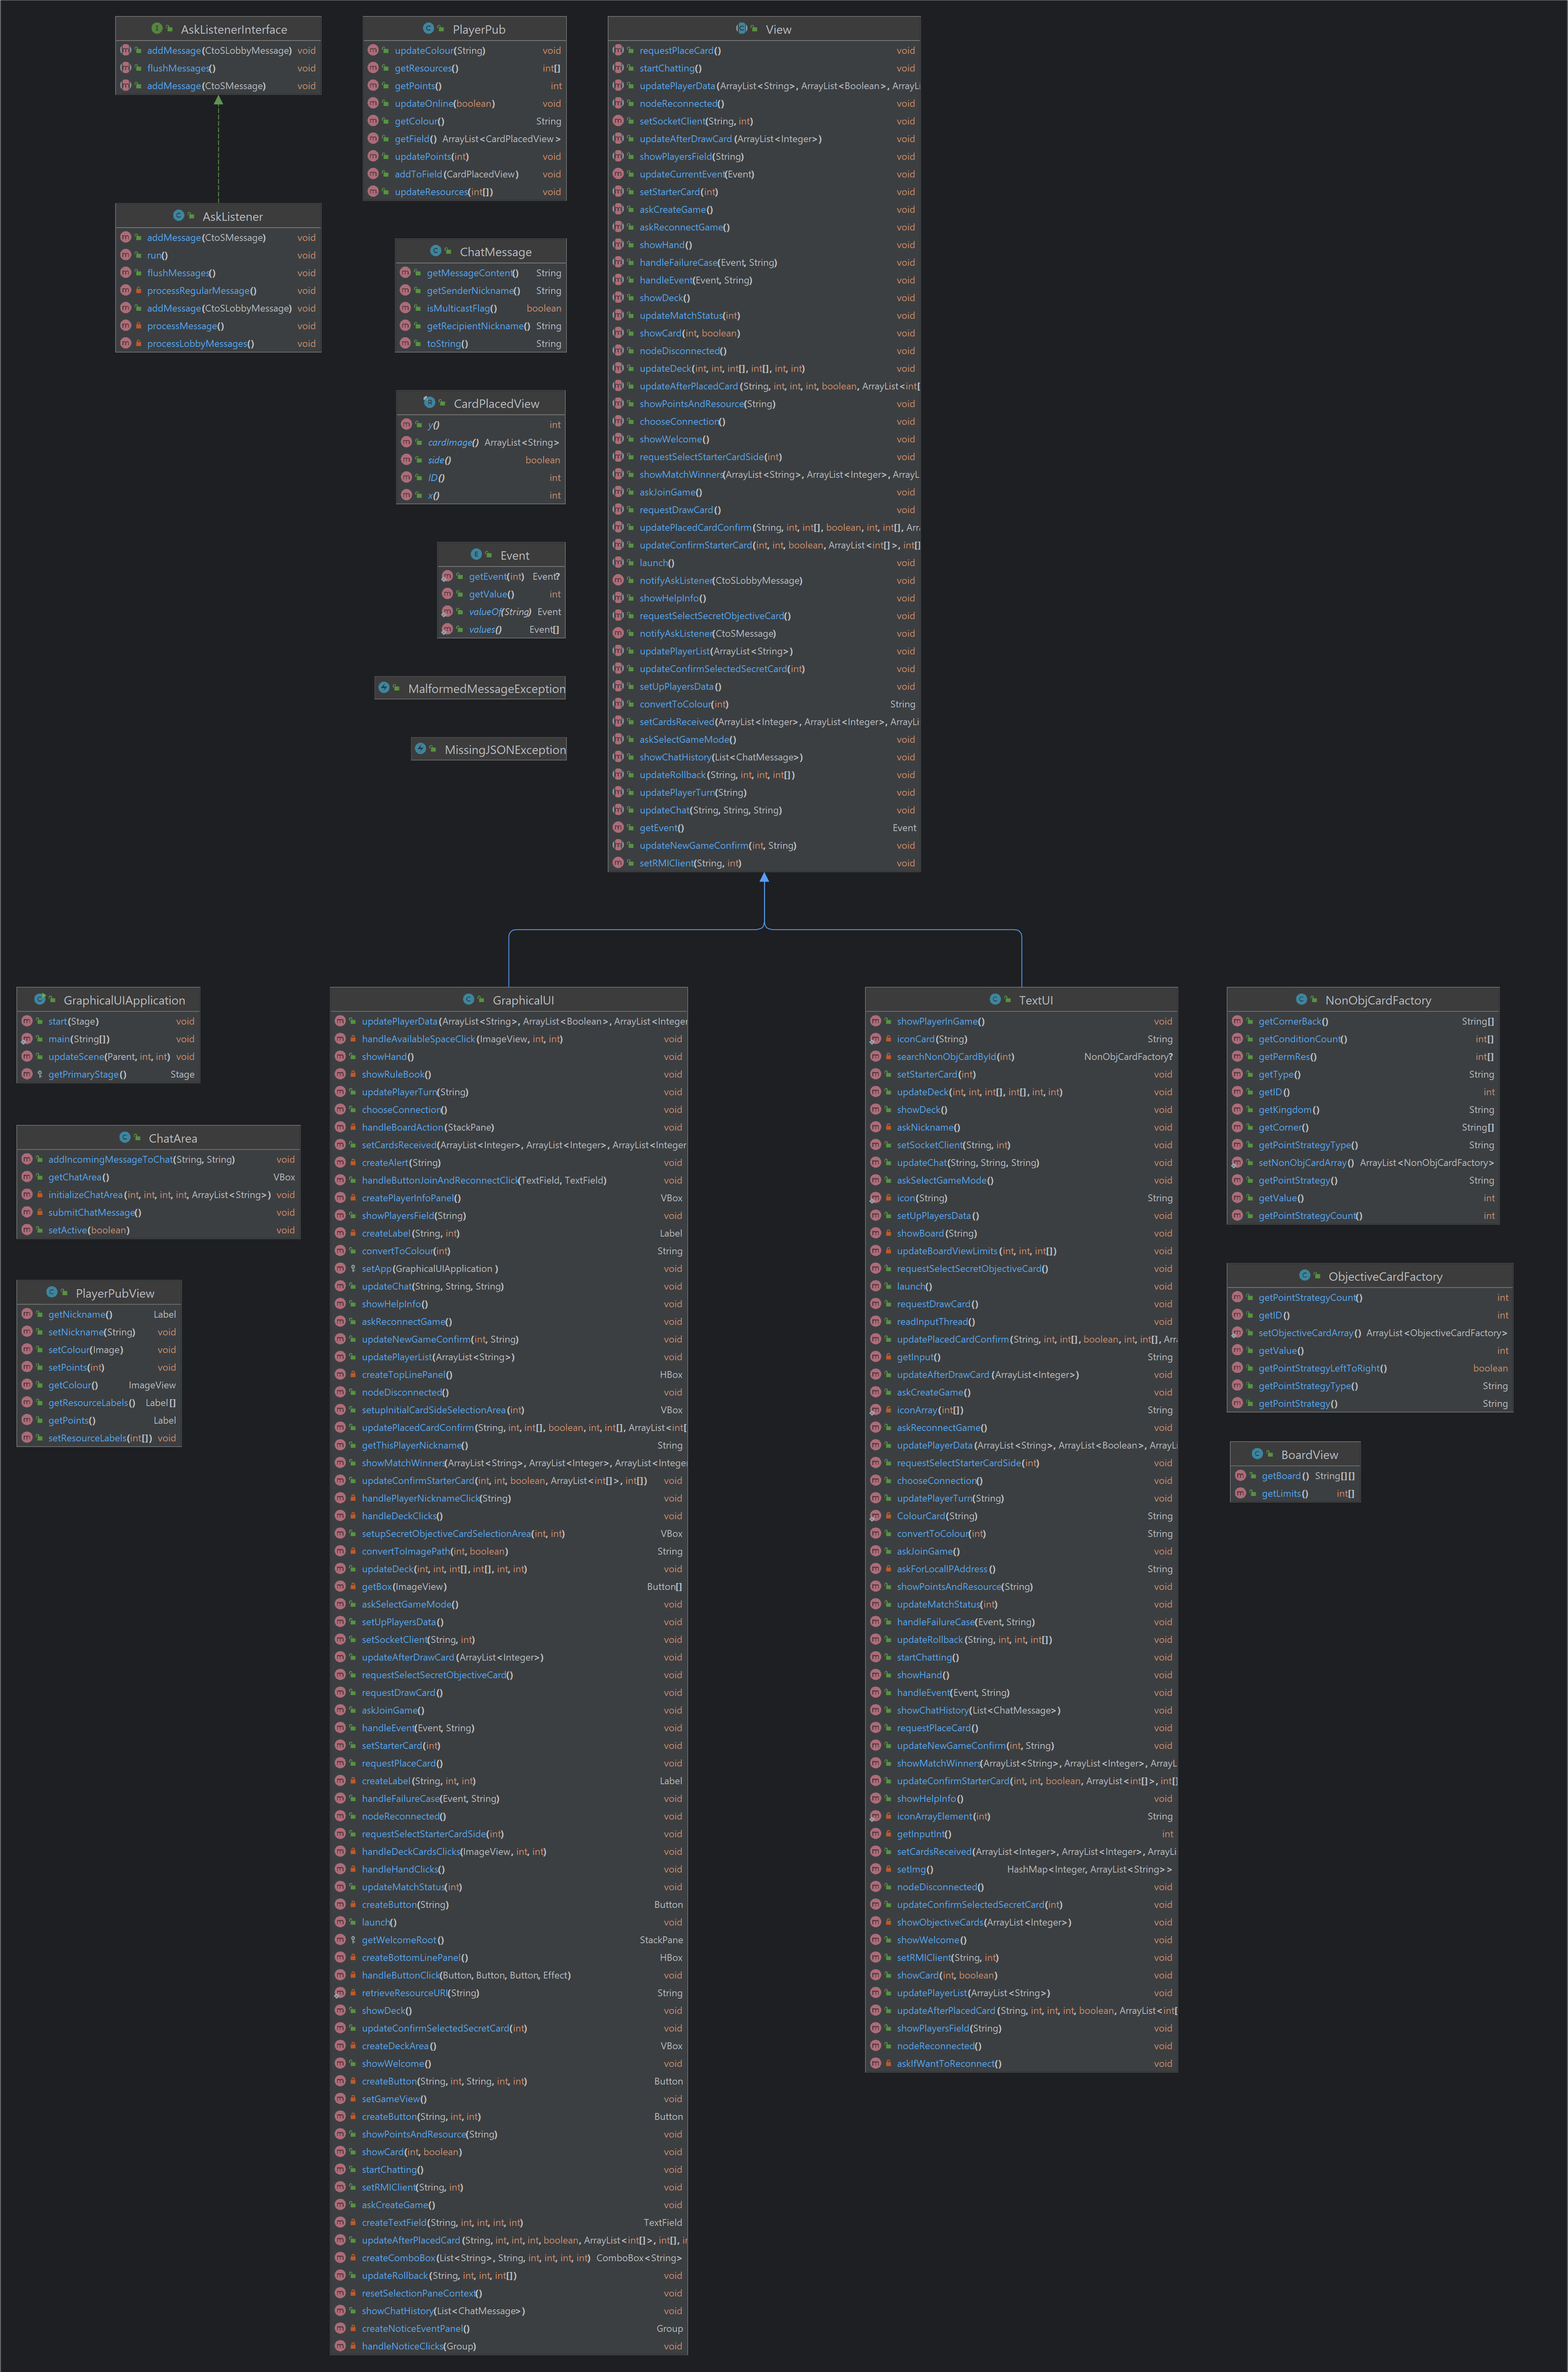 AskListenerInterface
addMessage(CtoSLobbyMessage) void
flushMessages() void
addMessage(CtoSMessage) void
AskListener
addMessage(CtoSMessage) void
run() void
flushMessages() void
processRegularMessage() void
addMessage(CtoSLobbyMessage) void
processMessage() void
processLobbyMessages() void
PlayerPub
updateColour(String) void
getResources() int[]
getPoints() int
updateOnline(boolean) void
getColour() String
getField() ArrayList<CardPlacedView>
updatePoints(int) void
addToField(CardPlacedView) void
updateResources(int[]) void
ChatMessage
getMessageContent() String
getSenderNickname() String
isMulticastFlag() boolean
getRecipientNickname() String
toString() String
CardPlacedView
y() int
cardImage() ArrayList<String>
side() boolean
ID() int
x() int
Event
getEvent(int) Event?
getValue() int
valueOf(String) Event
values() Event[]
MalformedMessageException
MissingJSONException
View
requestPlaceCard() void
startChatting() void
updatePlayerData(ArrayList<String>, ArrayList<Boolean>, ArrayL
nodeReconnected() void
setSocketClient(String, int) void
updateAfterDrawCard(ArrayList<Integer>) void
showPlayersField(String) void
updateCurrentEvent(Event) void
setStarterCard(int) void
askCreateGame() void
askReconnectGame() void
showHand() void
handleFailureCase(Event, String) void
handleEvent(Event, String) void
showDeck() void
updateMatchStatus(int) void
showCard(int, boolean) void
nodeDisconnected() void
updateDeck(int, int, int[], int[], int, int) void
updateAfterPlacedCard(String, int, int, int, boolean, ArrayList<int[
showPointsAndResource(String) void
chooseConnection() void
showWelcome() void
requestSelectStarterCardSide(int) void
showMatchWinners(ArrayList<String>, ArrayList<Integer>, ArrayL
askJoinGame() void
requestDrawCard() void
updatePlacedCardConfirm(String, int, int[], boolean, int, int[], Arr
updateConfirmStarterCard(int, int, boolean, ArrayList<int[]>, int[]
launch() void
notifyAskListener(CtoSLobbyMessage) void
showHelpInfo() void
requestSelectSecretObjectiveCard() void
notifyAskListener(CtoSMessage) void
updatePlayerList(ArrayList<String>) void
updateConfirmSelectedSecretCard(int) void
setUpPlayersData() void
convertToColour(int) String
setCardsReceived(ArrayList<Integer>, ArrayList<Integer>, ArrayLi
askSelectGameMode() void
showChatHistory(List<ChatMessage>) void
updateRollback(String, int, int, int[]) void
updatePlayerTurn(String) void
updateChat(String, String, String) void
getEvent() Event
updateNewGameConfirm(int, String) void
setRMIClient(String, int) void
GraphicalUIApplication
start(Stage) void
main(String[]) void
updateScene(Parent, int, int) void
getPrimaryStage() Stage
ChatArea
addIncomingMessageToChat(String, String) void
getChatArea() VBox
initializeChatArea(int, int, int, int, ArrayList<String>) void
submitChatMessage() void
setActive(boolean) void
PlayerPubView
getNickname() Label
setNickname(String) void
setColour(Image) void
setPoints(int) void
getColour() ImageView
getResourceLabels() Label[]
getPoints() Label
setResourceLabels(int[]) void
GraphicalUI
updatePlayerData(ArrayList<String>, ArrayList<Boolean>, ArrayList<Integer
handleAvailableSpaceClick(ImageView, int, int) void
showHand() void
showRuleBook() void
updatePlayerTurn(String) void
chooseConnection() void
handleBoardAction(StackPane) void
setCardsReceived(ArrayList<Integer>, ArrayList<Integer>, ArrayList<Integer
createAlert(String) void
handleButtonJoinAndReconnectClick(TextField, TextField) void
createPlayerInfoPanel() VBox
showPlayersField(String) void
createLabel(String, int) Label
convertToColour(int) String
setApp(GraphicalUIApplication) void
updateChat(String, String, String) void
showHelpInfo() void
askReconnectGame() void
updateNewGameConfirm(int, String) void
updatePlayerList(ArrayList<String>) void
createTopLinePanel() HBox
nodeDisconnected() void
setupInitialCardSideSelectionArea(int) VBox
updatePlacedCardConfirm(String, int, int[], boolean, int, int[], ArrayList<int[
getThisPlayerNickname() String
showMatchWinners(ArrayList<String>, ArrayList<Integer>, ArrayList<Intege
updateConfirmStarterCard(int, int, boolean, ArrayList<int[]>, int[]) void
handlePlayerNicknameClick(String) void
handleDeckClicks() void
setupSecretObjectiveCardSelectionArea(int, int) VBox
convertToImagePath(int, boolean) String
updateDeck(int, int, int[], int[], int, int) void
getBox(ImageView) Button[]
askSelectGameMode() void
setUpPlayersData() void
setSocketClient(String, int) void
updateAfterDrawCard(ArrayList<Integer>) void
requestSelectSecretObjectiveCard() void
requestDrawCard() void
askJoinGame() void
handleEvent(Event, String) void
setStarterCard(int) void
requestPlaceCard() void
createLabel(String, int, int) Label
handleFailureCase(Event, String) void
nodeReconnected() void
requestSelectStarterCardSide(int) void
handleDeckCardsClicks(ImageView, int, int) void
handleHandClicks() void
updateMatchStatus(int) void
createButton(String) Button
launch() void
getWelcomeRoot() StackPane
createBottomLinePanel() HBox
handleButtonClick(Button, Button, Button, Effect) void
retrieveResourceURI(String) String
showDeck() void
updateConfirmSelectedSecretCard(int) void
createDeckArea() VBox
showWelcome() void
createButton(String, int, String, int, int) Button
setGameView() void
createButton(String, int, int) Button
showPointsAndResource(String) void
showCard(int, boolean) void
startChatting() void
setRMIClient(String, int) void
askCreateGame() void
createTextField(String, int, int, int, int) TextField
updateAfterPlacedCard(String, int, int, int, boolean, ArrayList<int[]>, int[], i
createComboBox(List<String>, String, int, int, int, int) ComboBox<String>
updateRollback(String, int, int, int[]) void
resetSelectionPaneContext() void
showChatHistory(List<ChatMessage>) void
createNoticeEventPanel() Group
handleNoticeClicks(Group) void
TextUI
showPlayerInGame() void
iconCard(String) String
searchNonObjCardById(int) NonObjCardFactory?
setStarterCard(int) void
updateDeck(int, int, int[], int[], int, int) void
showDeck() void
askNickname() void
setSocketClient(String, int) void
updateChat(String, String, String) void
askSelectGameMode() void
icon(String) String
setUpPlayersData() void
showBoard(String) void
updateBoardViewLimits(int, int, int[]) void
requestSelectSecretObjectiveCard() void
launch() void
requestDrawCard() void
readInputThread() void
updatePlacedCardConfirm(String, int, int[], boolean, int, int[], Arr
getInput() String
updateAfterDrawCard(ArrayList<Integer>) void
askCreateGame() void
iconArray(int[]) String
askReconnectGame() void
updatePlayerData(ArrayList<String>, ArrayList<Boolean>, ArrayLi
requestSelectStarterCardSide(int) void
chooseConnection() void
updatePlayerTurn(String) void
ColourCard(String) String
convertToColour(int) String
askJoinGame() void
askForLocalIPAddress() String
showPointsAndResource(String) void
updateMatchStatus(int) void
handleFailureCase(Event, String) void
updateRollback(String, int, int, int[]) void
startChatting() void
showHand() void
handleEvent(Event, String) void
showChatHistory(List<ChatMessage>) void
requestPlaceCard() void
updateNewGameConfirm(int, String) void
showMatchWinners(ArrayList<String>, ArrayList<Integer>, ArrayL
updateConfirmStarterCard(int, int, boolean, ArrayList<int[]>, int[]
showHelpInfo() void
iconArrayElement(int) String
getInputInt() int
setCardsReceived(ArrayList<Integer>, ArrayList<Integer>, ArrayLi
setImg() HashMap<Integer, ArrayList<String>>
nodeDisconnected() void
updateConfirmSelectedSecretCard(int) void
showObjectiveCards(ArrayList<Integer>) void
showWelcome() void
setRMIClient(String, int) void
showCard(int, boolean) void
updatePlayerList(ArrayList<String>) void
updateAfterPlacedCard(String, int, int, int, boolean, ArrayList<int[
showPlayersField(String) void
nodeReconnected() void
askIfWantToReconnect() void
NonObjCardFactory
getCornerBack() String[]
getConditionCount() int[]
getPermRes() int[]
getType() String
getID() int
getKingdom() String
getCorner() String[]
getPointStrategyType() String
setNonObjCardArray() ArrayList<NonObjCardFactory>
getPointStrategy() String
getValue() int
getPointStrategyCount() int
ObjectiveCardFactory
getPointStrategyCount() int
getID() int
setObjectiveCardArray() ArrayList<ObjectiveCardFactory>
getValue() int
getPointStrategyLeftToRight() boolean
getPointStrategyType() String
getPointStrategy() String
BoardView
getBoard() String[][]
getLimits() int[]